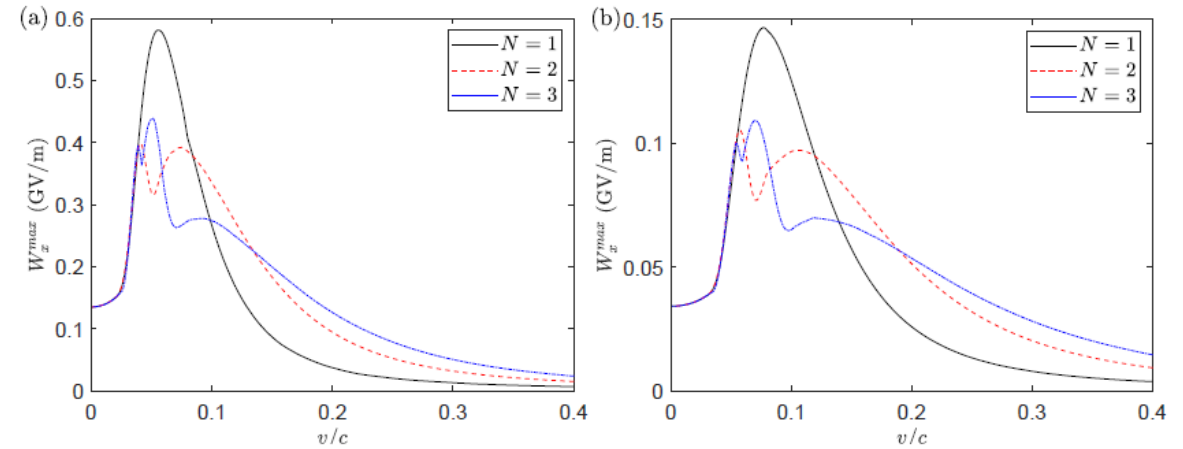 (a)
0.6
0.5
0.4
0.3
0.2
0.1
0
W_x^{max} (GV/m)
0 0.1 0.2 0.3 0.4
v/c
N = 1
N = 2
N = 3
(b)
0.15
0.1
0.05
0
W_x^{max} (GV/m)
0 0.1 0.2 0.3 0.4
v/c
N = 1
N = 2
N = 3